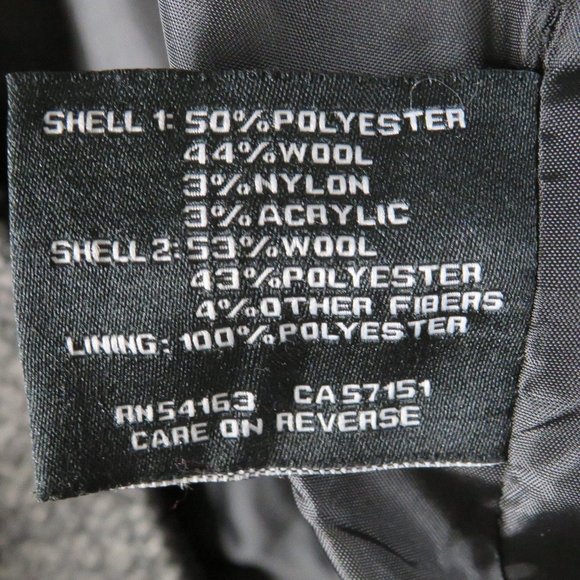 SHELL 1: 50%POLYESTER
44%WOOL
3%NYLON
3%ACRYLIC
SHELL 2: 53%WOOL
43%POLYESTER
4%OTHER FIBERS
LINING: 100%POLYESTER
RN54163 CA57151
CARE ON REVERSE